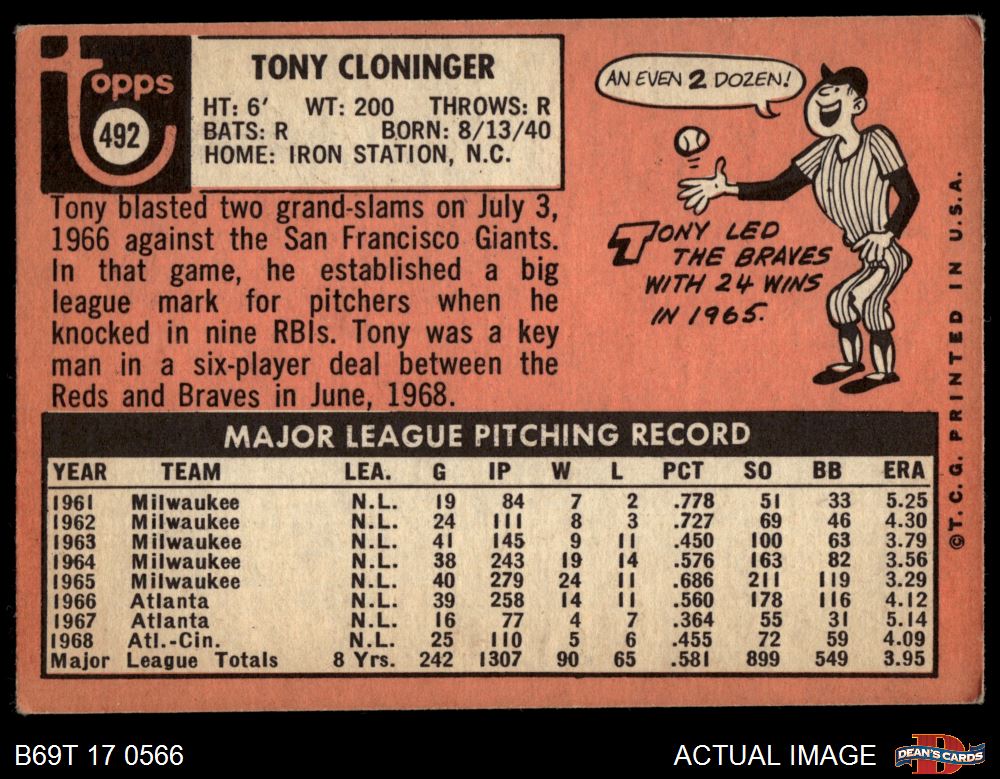 Topps
492
TONY CLONINGER
HT: 6' WT: 200 THROWS: R
BATS: R BORN: 8/13/40
HOME: IRON STATION, N.C.
Tony blasted two grand-slams on July 3,
1966 against the San Francisco Giants.
In that game, he established a big
league mark for pitchers when he
knocked in nine RBIs. Tony was a key
man in a six-player deal between the
Reds and Braves in June, 1968.
AN EVEN 2 DOZEN!
TONY LED
THE BRAVES
WITH 24 WINS
IN 1965.
©T.C.G. PRINTED IN U.S.A.
MAJOR LEAGUE PITCHING RECORD
YEAR TEAM LEA. G IP W L PCT SO BB ERA
1961 Milwaukee N.L. 19 84 7 2 .778 51 33 5.25
1962 Milwaukee N.L. 24 111 8 3 .727 69 46 4.30
1963 Milwaukee N.L. 41 145 9 11 .450 100 63 3.79
1964 Milwaukee N.L. 38 243 19 14 .576 163 82 3.56
1965 Milwaukee N.L. 40 279 24 11 .686 211 119 3.29
1966 Atlanta N.L. 39 258 14 11 .560 178 116 4.12
1967 Atlanta N.L. 16 77 4 7 .364 55 31 5.14
1968 Atl.-Cin. N.L. 25 110 5 6 .455 72 59 4.09
Major League Totals 8 Yrs. 242 1307 90 65 .581 899 549 3.95
B69T 17 0566
ACTUAL IMAGE
D
DEAN'S CARDS